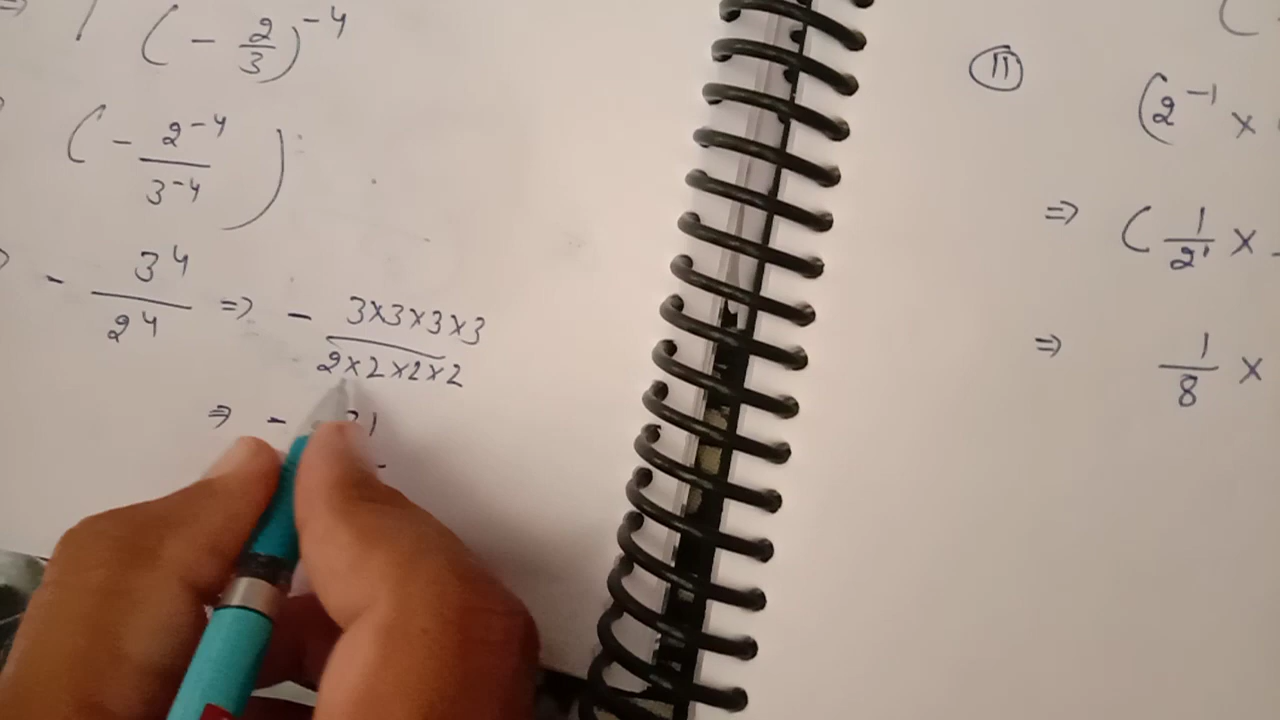 ⇒ ( - 2/3 )^-4
( - 2^-4 / 3^-4 )
- 3^4 / 2^4 ⇒ - 3×3×3×3 / 2×2×2×2
⇒ -
(
11
(2^-1 ×
⇒ ( 1/2^1 ×
⇒ 1/8 ×